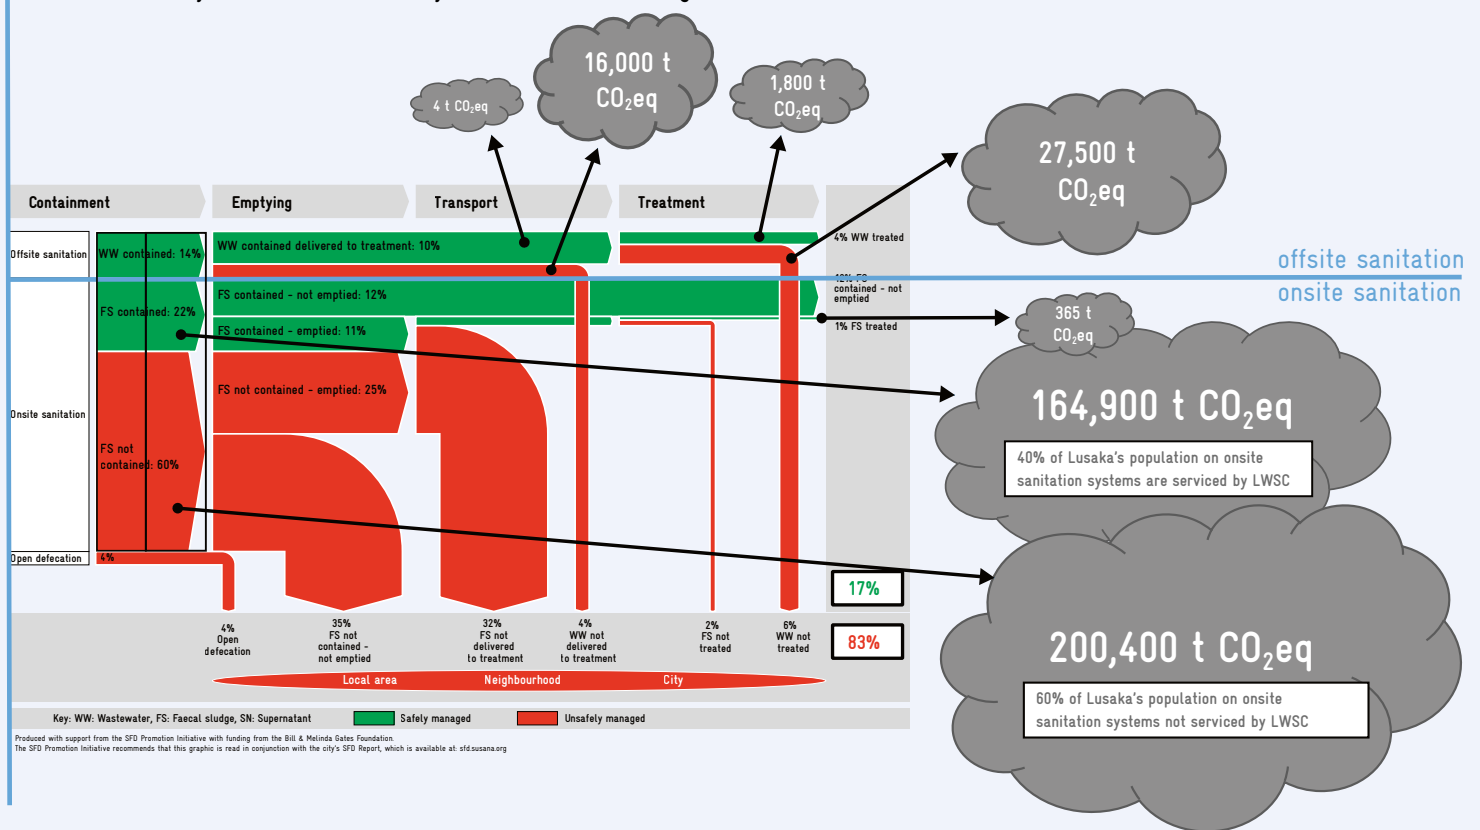 16,000 t
CO₂eq
4 t CO₂eq
1,800 t
CO₂eq
27,500 t
CO₂eq
Containment
Emptying
Transport
Treatment
Offsite sanitation
WW contained: 14%
WW contained delivered to treatment: 10%
4% WW treated
offsite sanitation
onsite sanitation
FS contained: 22%
FS contained - not emptied: 12%
12% FS
contained - not
emptied
FS contained - emptied: 11%
1% FS treated
365 t
CO₂eq
FS not contained - emptied: 25%
164,900 t CO₂eq
40% of Lusaka's population on onsite
sanitation systems are serviced by LWSC
Onsite sanitation
FS not
contained: 60%
Open defecation
4%
17%
83%
4%
Open
defecation
35%
FS not
contained -
not emptied
32%
FS not
delivered
to treatment
4%
WW not
delivered
to treatment
2%
FS not
treated
6%
WW not
treated
200,400 t CO₂eq
60% of Lusaka's population on onsite
sanitation systems not serviced by LWSC
Local area
Neighbourhood
City
Key: WW: Wastewater, FS: Faecal sludge, SN: Supernatant
Safely managed
Unsafely managed
Produced with support from the SFD Promotion Initiative with funding from the Bill & Melinda Gates Foundation.
The SFD Promotion Initiative recommends that this graphic is read in conjunction with the city's SFD Report, which is available at: sfd.susana.org